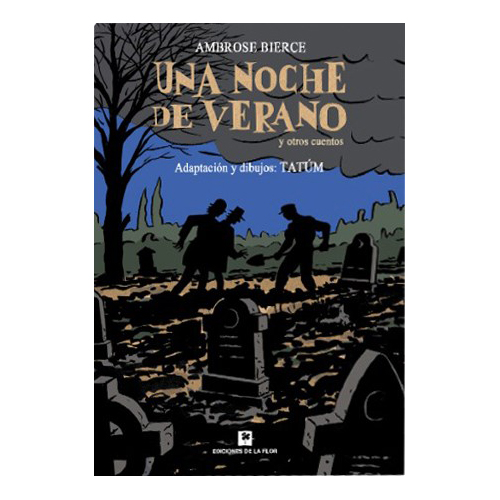 AMBROSE BIERCE
UNA NOCHE
DE VERANO
y otros cuentos
Adaptación y dibujos: TATÚM
EDICIONES DE LA FLOR